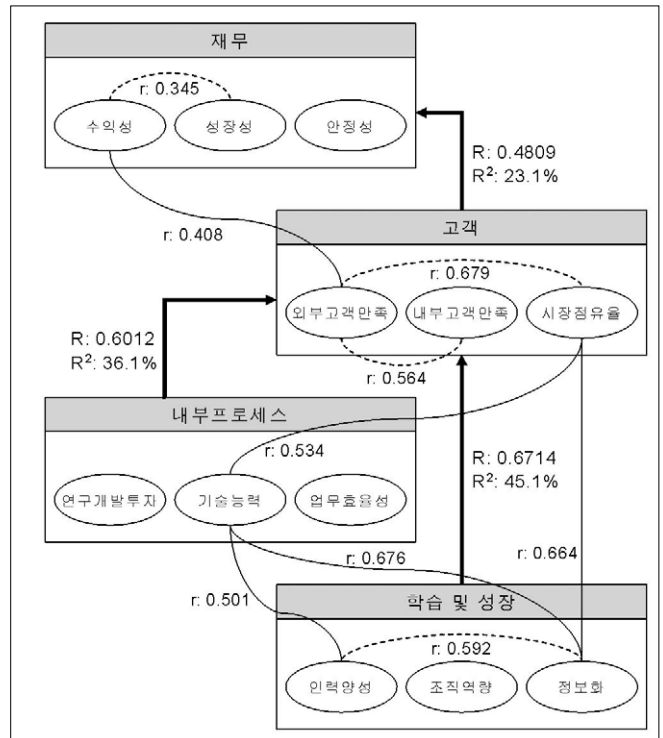 재무
r: 0.345
수익성
성장성
안정성
R: 0.4809
R²: 23.1%
고객
r: 0.408
r: 0.679
외부고객만족
내부고객만족
시장점유율
R: 0.6012
R²: 36.1%
r: 0.564
내부프로세스
r: 0.534
R: 0.6714
R²: 45.1%
연구개발투자
기술능력
업무효율성
r: 0.676
r: 0.664
r: 0.501
학습 및 성장
r: 0.592
인력양성
조직역량
정보화